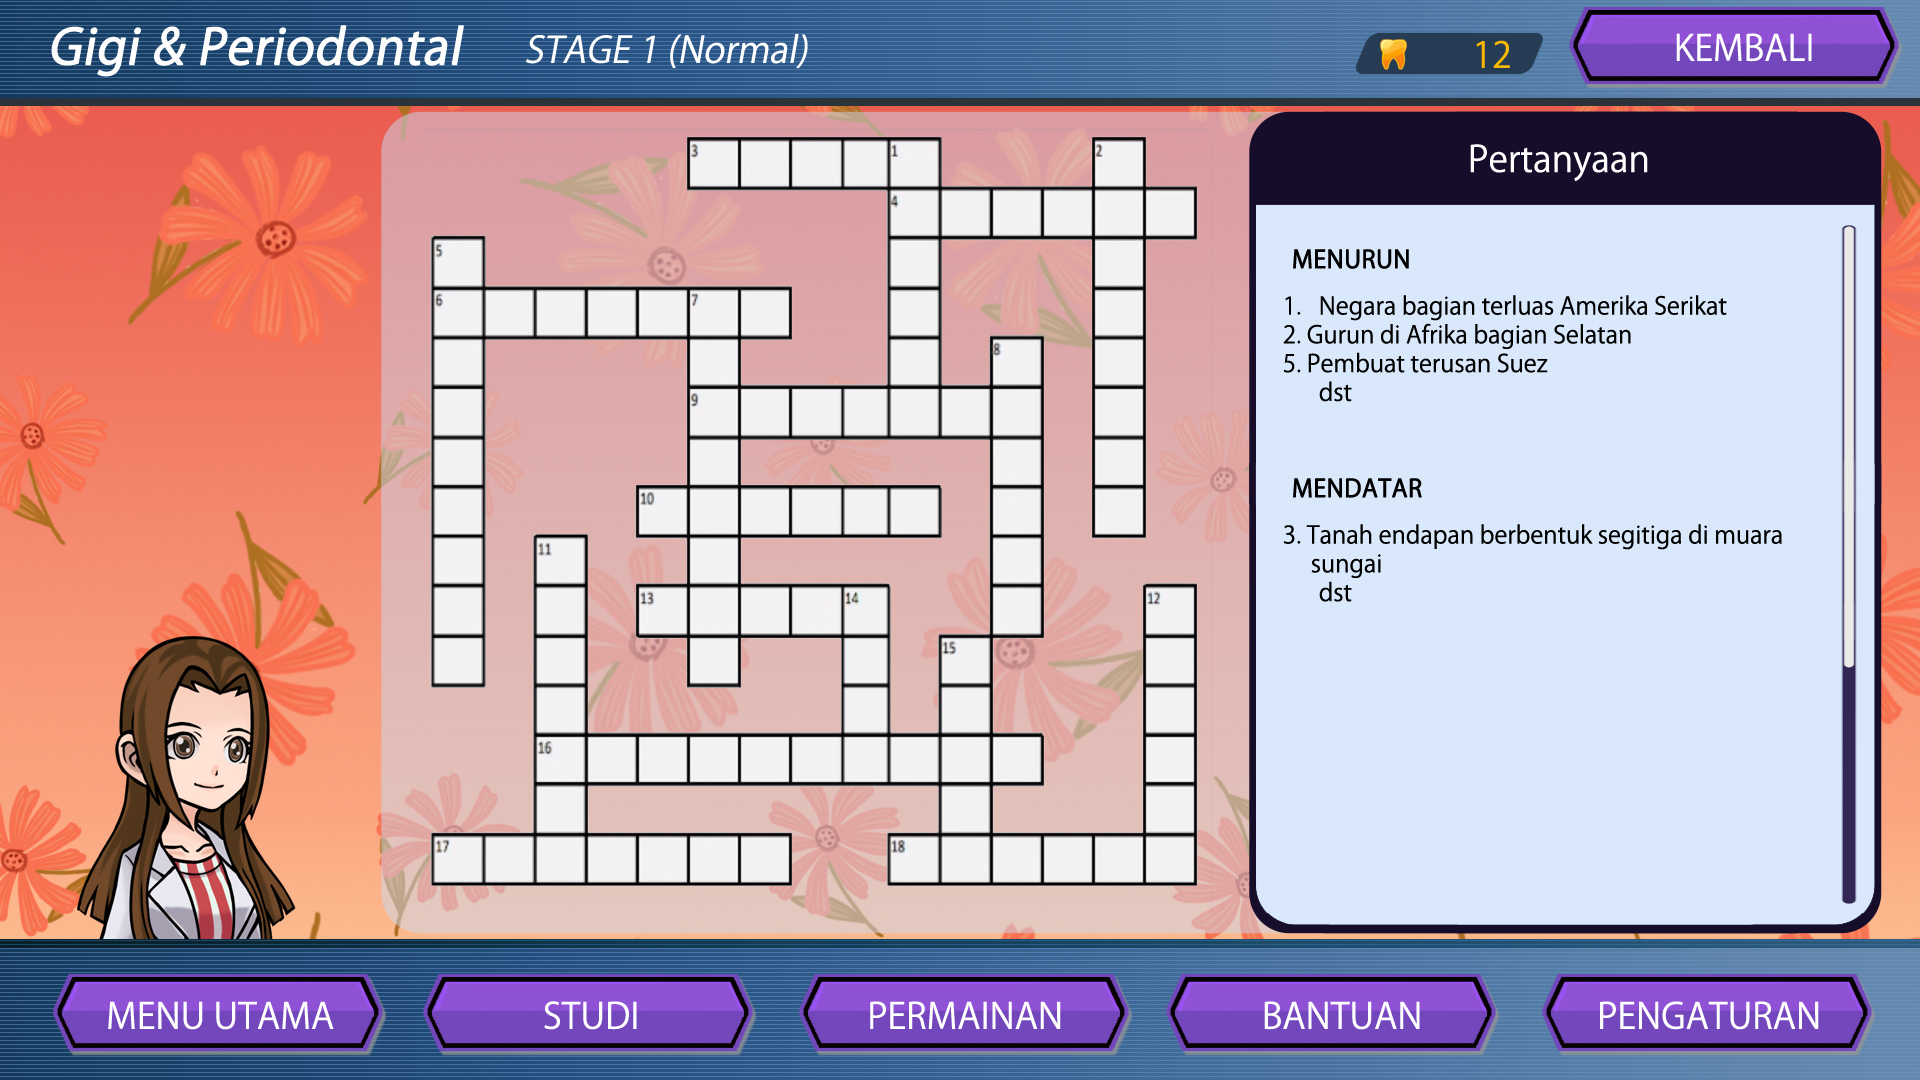 Gigi & Periodontal
STAGE 1 (Normal)
12
KEMBALI
3
1
2
4
5
6
7
8
9
10
11
13
14
12
15
16
17
18
Pertanyaan
MENURUN
1. Negara bagian terluas Amerika Serikat
2. Gurun di Afrika bagian Selatan
5. Pembuat terusan Suez
dst
MENDATAR
3. Tanah endapan berbentuk segitiga di muara
sungai
dst
MENU UTAMA
STUDI
PERMAINAN
BANTUAN
PENGATURAN